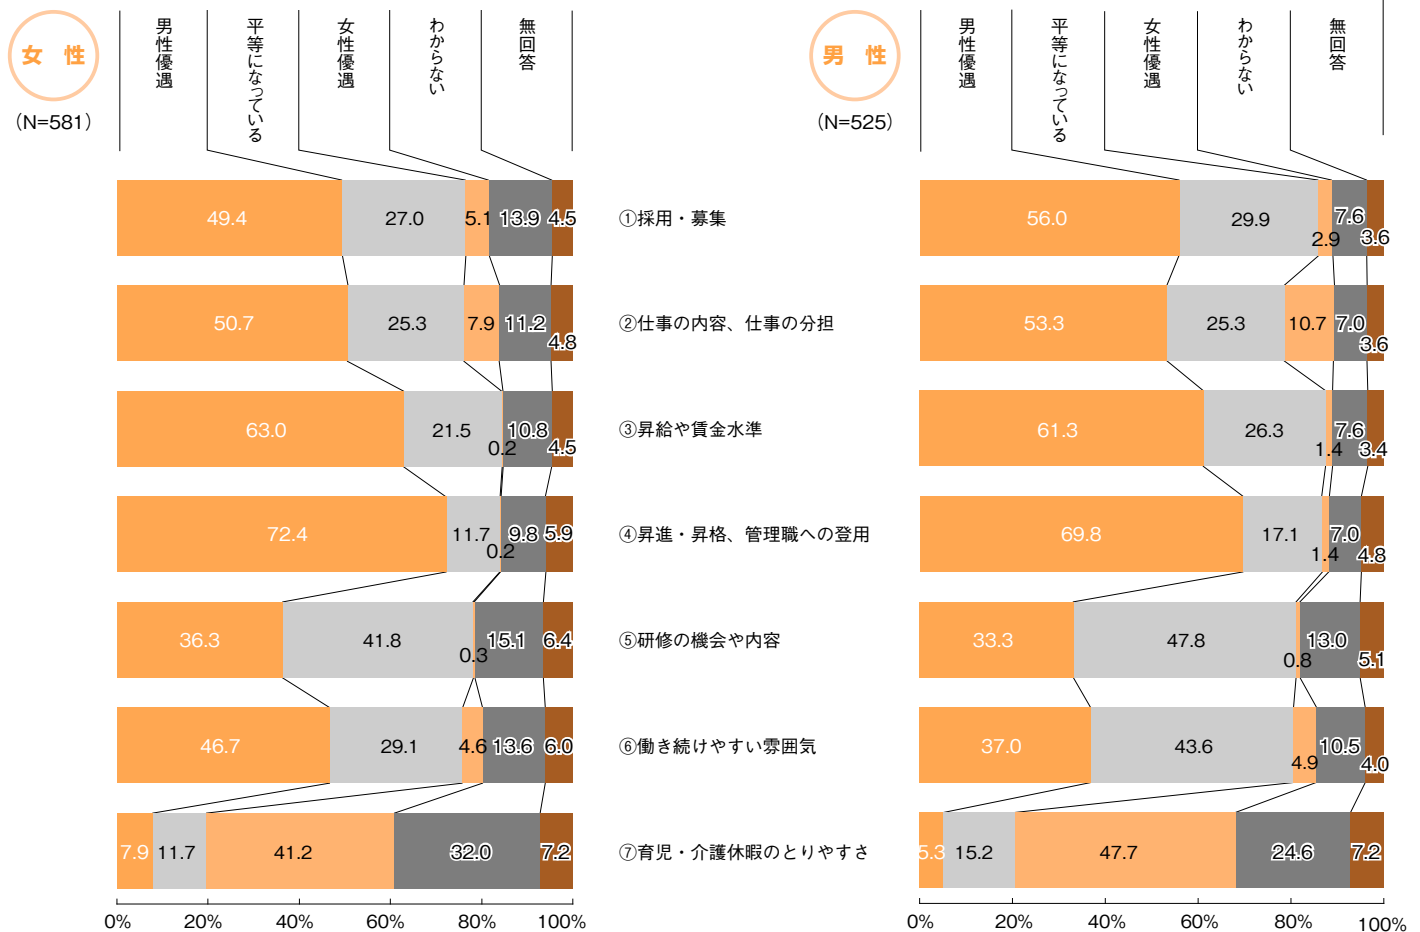 女 性
(N=581)
男性優遇
平等になっている
女性優遇
わからない
無回答
男 性
(N=525)
男性優遇
平等になっている
女性優遇
わからない
無回答
49.4 27.0 5.1 13.9 4.5
①採用・募集
56.0 29.9 2.9 7.6 3.6
50.7 25.3 7.9 11.2 4.8
②仕事の内容、仕事の分担
53.3 25.3 10.7 7.0 3.6
63.0 21.5 0.2 10.8 4.5
③昇給や賃金水準
61.3 26.3 1.4 7.6 3.4
72.4 11.7 0.2 9.8 5.9
④昇進・昇格、管理職への登用
69.8 17.1 1.4 7.0 4.8
36.3 41.8 0.3 15.1 6.4
⑤研修の機会や内容
33.3 47.8 0.8 13.0 5.1
46.7 29.1 4.6 13.6 6.0
⑥働き続けやすい雰囲気
37.0 43.6 4.9 10.5 4.0
7.9 11.7 41.2 32.0 7.2
⑦育児・介護休暇のとりやすさ
5.3 15.2 47.7 24.6 7.2
0% 20% 40% 60% 80% 100%
0% 20% 40% 60% 80% 100%